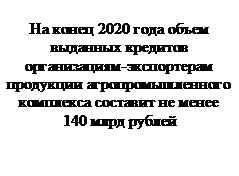 На конец 2020 года объем
выданных кредитов
организациям-экспортерам
продукции агропромышленного
комплекса составит не менее
140 млрд рублей